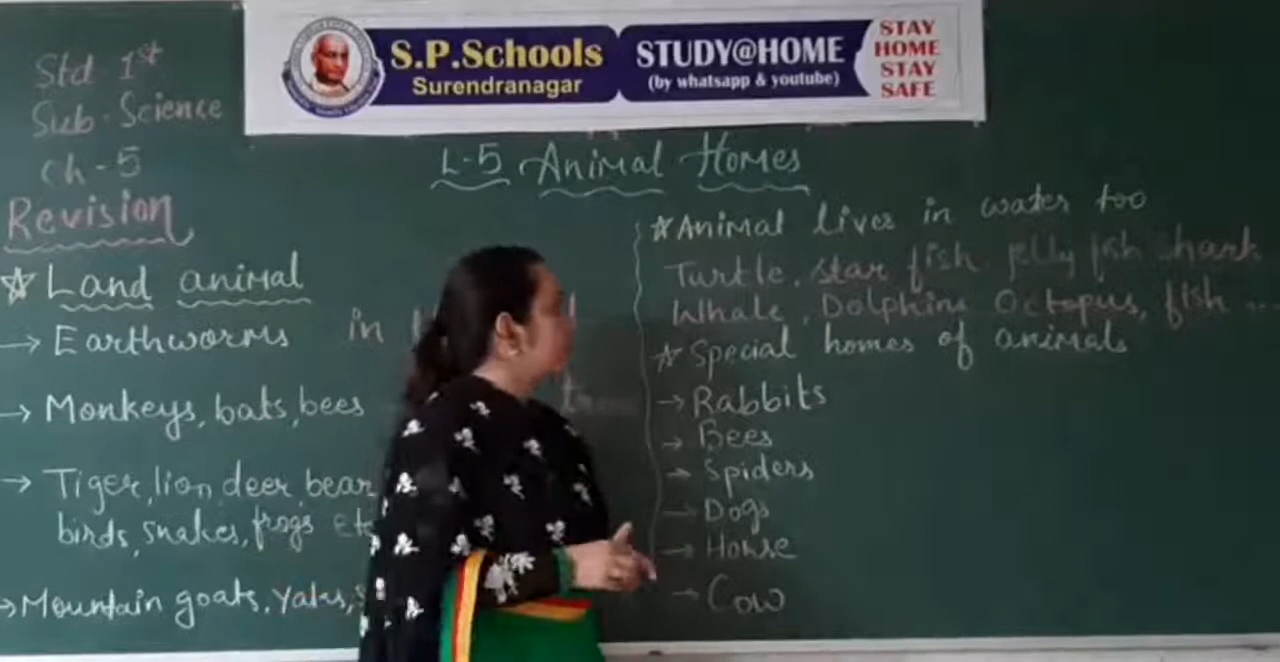 S.P.Schools
Surendranagar
STUDY@HOME
(by whatsapp & youtube)
STAY
HOME
STAY
SAFE
Std 1st
Sub. Science
Ch-5
Revision
L-5 Animal Homes
☆ Land animal
→ Earthworms in
→ Monkeys, bats, bees
→ Tiger, lion, deer, bear
birds, snakes, frogs etc
→ Mountain goats, Yaks,
☆ Animal lives in water too
Turtle, star fish, jelly fish shark
Whale, Dolphins Octopus, fish ...
☆ Special homes of animals
→ Rabbits
→ Bees
→ Spiders
→ Dogs
→ Horse
→ Cow